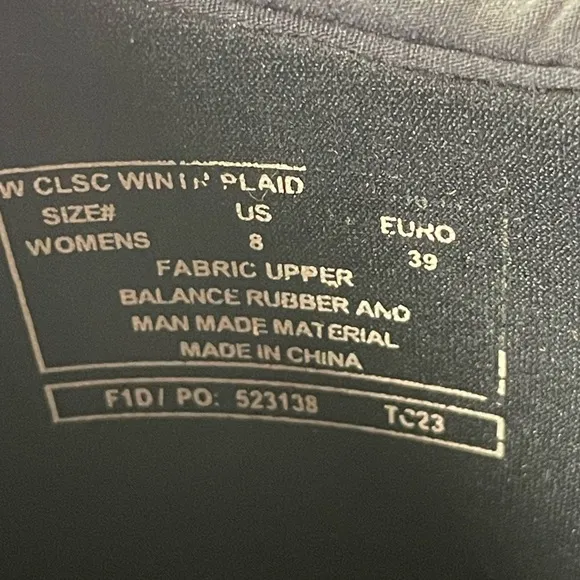 W CLSC WINTR PLAID
SIZE# US EURO
WOMENS 8 39
FABRIC UPPER
BALANCE RUBBER AND
MAN MADE MATERIAL
MADE IN CHINA
F1D/ PO: 523138 TC23